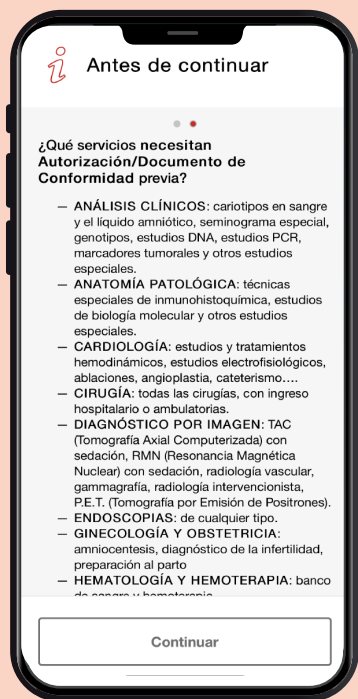 Antes de continuar
¿Qué servicios necesitan
Autorización/Documento de
Conformidad previa?
— ANÁLISIS CLÍNICOS: cariotipos en sangre
y el líquido amniótico, seminograma especial,
genotipos, estudios DNA, estudios PCR,
marcadores tumorales y otros estudios
especiales.
— ANATOMÍA PATOLÓGICA: técnicas
especiales de inmunohistoquímica, estudios
de biología molecular y otros estudios
especiales.
— CARDIOLOGÍA: estudios y tratamientos
hemodinámicos, estudios electrofisiológicos,
ablaciones, angioplastia, cateterismo….
— CIRUGÍA: todas las cirugías, con ingreso
hospitalario o ambulatorias.
— DIAGNÓSTICO POR IMAGEN: TAC
(Tomografía Axial Computerizada) con
sedación, RMN (Resonancia Magnética
Nuclear) con sedación, radiología vascular,
gammagrafía, radiología intervencionista,
P.E.T. (Tomografía por Emisión de Positrones).
— ENDOSCOPIAS: de cualquier tipo.
— GINECOLOGÍA Y OBSTETRICIA:
amniocentesis, diagnóstico de la infertilidad,
preparación al parto
— HEMATOLOGÍA Y HEMOTERAPIA: banco
de sangre y hemoterapia
Continuar